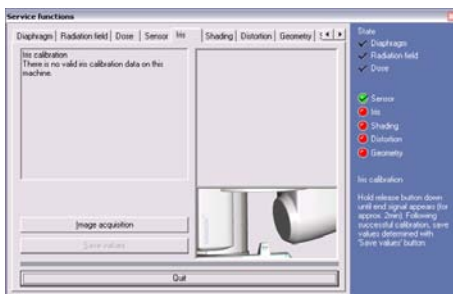 Service functions
Diaphragm
Radiation field
Dose
Sensor
Iris
Shading
Distortion
Geometry
Iris calibration
There is no valid iris calibration data on this
machine.
Image acquisition
Save values
Quit
State
Diaphragm
Radiation field
Dose
Sensor
Iris
Shading
Distortion
Geometry
Iris calibration
Hold release button down
until end signal appears (for
approx. 2min). Following
successful calibration, save
values determined with
'Save values' button